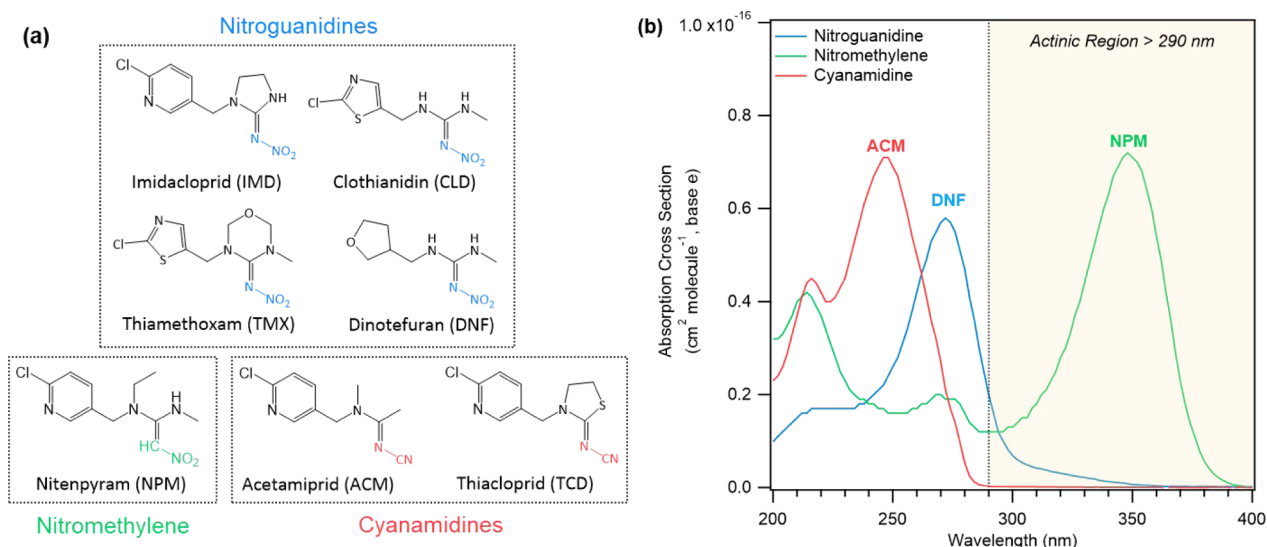 (a)
Nitroguanidines
Cl
N
N
NH
N
NO₂
Imidacloprid (IMD)
N
Cl
S
H
N
H
N
N
NO₂
Clothianidin (CLD)
N
Cl
S
O
N
N
N
NO₂
Thiamethoxam (TMX)
O
H
N
H
N
N
NO₂
Dinotefuran (DNF)
Cl
N
N
H
N
HC
NO₂
Nitenpyram (NPM)
Nitromethylene
Cl
N
N
N
CN
Acetamiprid (ACM)
Cl
N
N
S
N
CN
Thiacloprid (TCD)
Cyanamidines
(b)
1.0 x10⁻¹⁶
0.8
0.6
0.4
0.2
0.0
Absorption Cross Section
(cm² molecule⁻¹, base e)
Nitroguanidine
Nitromethylene
Cyanamidine
Actinic Region > 290 nm
ACM
DNF
NPM
200
250
300
350
400
Wavelength (nm)